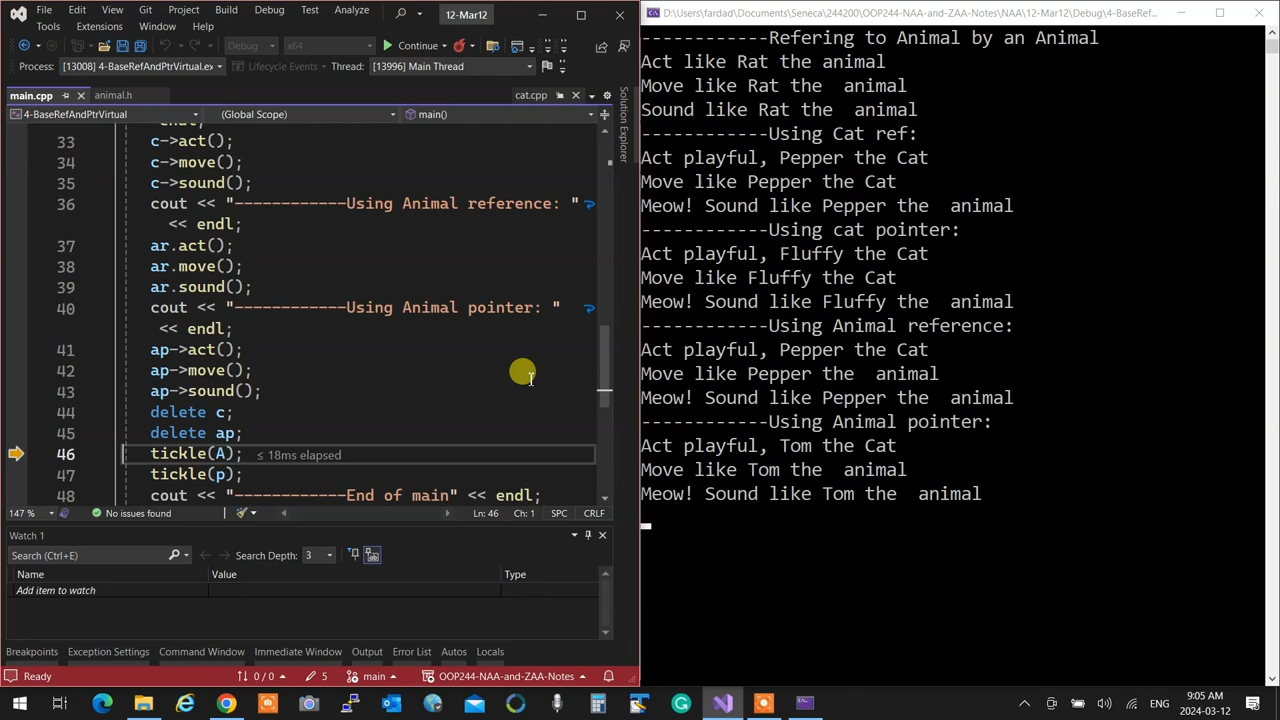 File Edit View Git Project Build
Debug Test Analyze
Tools Extensions Window Help
12-Mar12
D:\Users\fardad\Documents\Seneca\244200\OOP244-NAA-and-ZAA-Notes\NAA\12-Mar12\Debug\4-BaseRef...
Debug x64 Continue
Process: [13008] 4-BaseRefAndPtrVirtual.ex Lifecycle Events Thread: [13996] Main Thread
main.cpp animal.h cat.cpp
4-BaseRefAndPtrVirtual (Global Scope) main()
Solution Explorer
endl;
33 c->act();
34 c->move();
35 c->sound();
36 cout << "------------Using Animal reference: "
<< endl;
37 ar.act();
38 ar.move();
39 ar.sound();
40 cout << "------------Using Animal pointer: "
<< endl;
41 ap->act();
42 ap->move();
43 ap->sound();
44 delete c;
45 delete ap;
46 tickle(A); ≤ 18ms elapsed
47 tickle(p);
48 cout << "------------End of main" << endl;
147 % No issues found Ln: 46 Ch: 1 SPC CRLF
Watch 1
Search (Ctrl+E) Search Depth: 3
Name Value Type
Add item to watch
Breakpoints Exception Settings Command Window Immediate Window Output Error List Autos Locals
Ready 0 / 0 5 main OOP244-NAA-and-ZAA-Notes
------------Refering to Animal by an Animal
Act like Rat the animal
Move like Rat the  animal
Sound like Rat the  animal
------------Using Cat ref:
Act playful, Pepper the Cat
Move like Pepper the Cat
Meow! Sound like Pepper the  animal
------------Using cat pointer:
Act playful, Fluffy the Cat
Move like Fluffy the Cat
Meow! Sound like Fluffy the  animal
------------Using Animal reference:
Act playful, Pepper the Cat
Move like Pepper the  animal
Meow! Sound like Pepper the  animal
------------Using Animal pointer:
Act playful, Tom the Cat
Move like Tom the  animal
Meow! Sound like Tom the  animal
ENG
9:05 AM
2024-03-12